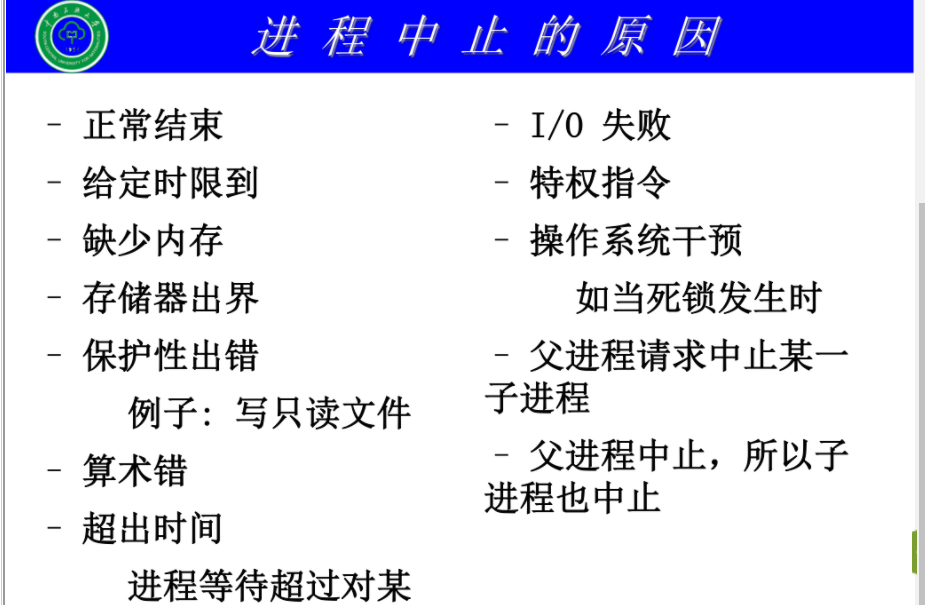 进程中止的原因
– 正常结束
– 给定时限到
– 缺少内存
– 存储器出界
– 保护性出错
例子: 写只读文件
– 算术错
– 超出时间
进程等待超过对某
– I/O 失败
– 特权指令
– 操作系统干预
如当死锁发生时
– 父进程请求中止某一
子进程
– 父进程中止，所以子
进程也中止